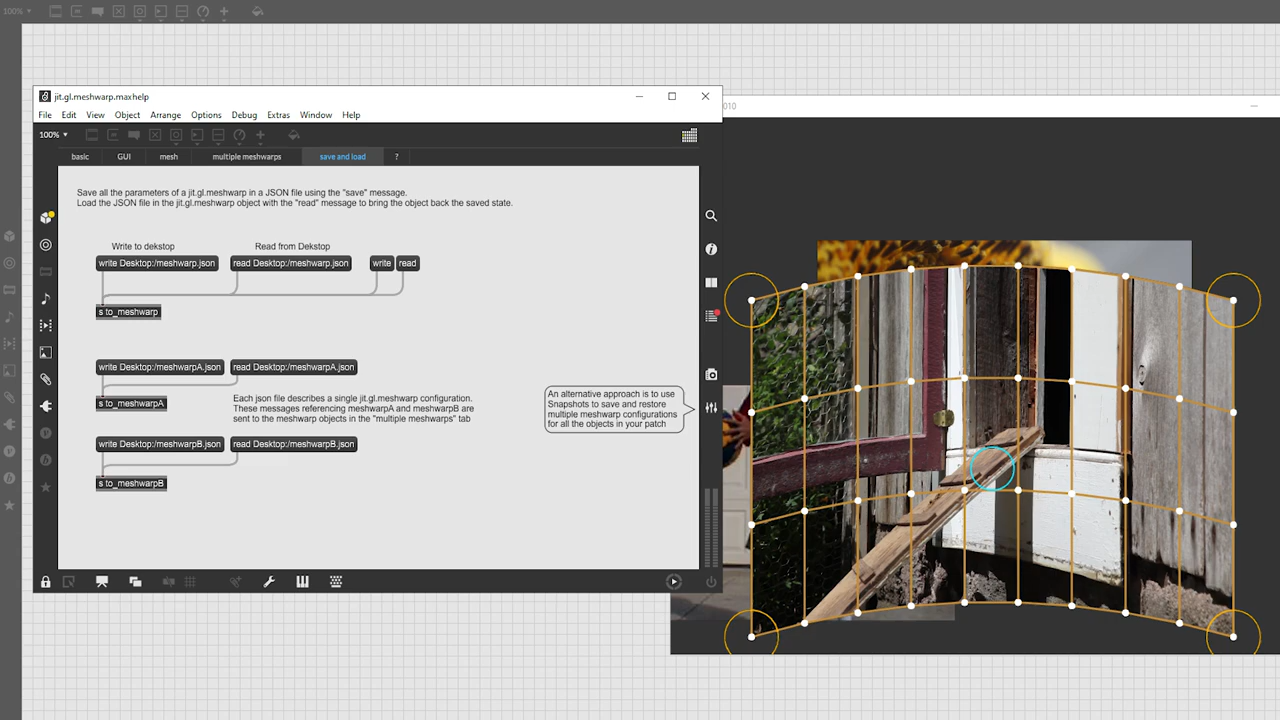 100%
jit.gl.meshwarp.maxhelp
010
File Edit View Object Arrange Options Debug Extras Window Help
100%
basic GUI mesh multiple meshwarps save and load ?
Save all the parameters of a jit.gl.meshwarp in a JSON file using the "save" message.
Load the JSON file in the jit.gl.meshwarp object with the "read" message to bring the object back the saved state.
Write to dekstop Read from Dekstop
write Desktop:/meshwarp.json read Desktop:/meshwarp.json write read
s to_meshwarp
write Desktop:/meshwarpA.json read Desktop:/meshwarpA.json
s to_meshwarpA
Each json file describes a single jit.gl.meshwarp configuration.
These messages referencing meshwarpA and meshwarpB are
sent to the meshwarp objects in the "multiple meshwarps" tab
An alternative approach is to use
Snapshots to save and restore
multiple meshwarp configurations
for all the objects in your patch
write Desktop:/meshwarpB.json read Desktop:/meshwarpB.json
s to_meshwarpB